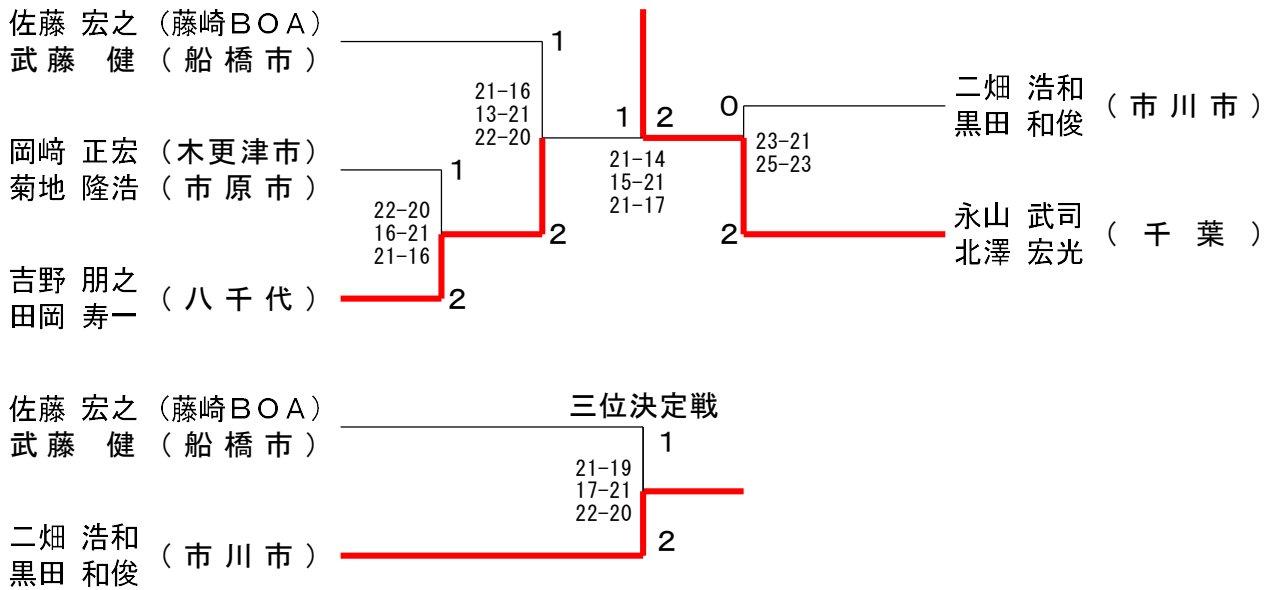 佐藤 宏之 (藤崎ＢＯＡ)
武藤 健 (船橋市)
1
21-16
13-21
22-20
岡﨑 正宏 (木更津市)
菊地 隆浩 (市原市)
1
22-20
16-21
21-16
2
吉野 朋之
田岡 寿一
(八千代)
2
1 2
21-14
15-21
21-17
0
23-21
25-23
2
二畑 浩和
黒田 和俊
(市川市)
永山 武司
北澤 宏光
(千葉)
三位決定戦
佐藤 宏之 (藤崎ＢＯＡ)
武藤 健 (船橋市)
1
21-19
17-21
22-20
二畑 浩和
黒田 和俊
(市川市)
2